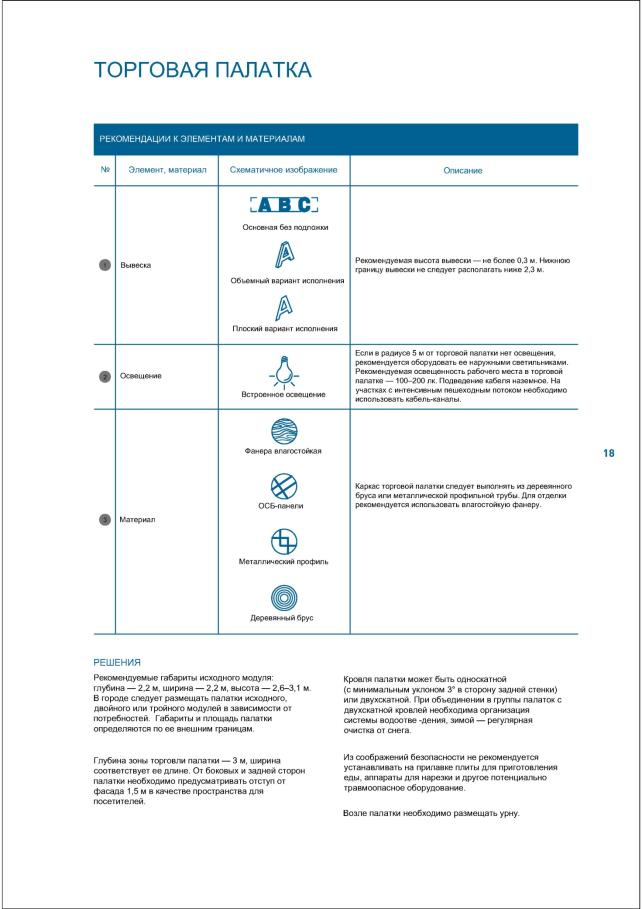 ТОРГОВАЯ ПАЛАТКА
РЕКОМЕНДАЦИИ К ЭЛЕМЕНТАМ И МАТЕРИАЛАМ
№ Элемент, материал Схематичное изображение Описание
1 Вывеска
A B C
Основная без подложки
Объемный вариант исполнения
Плоский вариант исполнения
Рекомендуемая высота вывески — не более 0,3 м. Нижнюю
границу вывески не следует располагать ниже 2,3 м.
2 Освещение
Встроенное освещение
Если в радиусе 5 м от торговой палатки нет освещения,
рекомендуется оборудовать ее наружными светильниками.
Рекомендуемая освещенность рабочего места в торговой
палатке — 100–200 лк. Подведение кабеля наземное. На
участках с интенсивным пешеходным потоком необходимо
использовать кабель-каналы.
3 Материал
Фанера влагостойкая
ОСБ-панели
Металлический профиль
Деревянный брус
Каркас торговой палатки следует выполнять из деревянного
бруса или металлической профильной трубы. Для отделки
рекомендуется использовать влагостойкую фанеру.
18
РЕШЕНИЯ
Рекомендуемые габариты исходного модуля:
глубина — 2,2 м, ширина — 2,2 м, высота — 2,6–3,1 м.
В городе следует размещать палатки исходного,
двойного или тройного модулей в зависимости от
потребностей. Габариты и площадь палатки
определяются по ее внешним границам.
Глубина зоны торговли палатки — 3 м, ширина
соответствует ее длине. От боковых и задней сторон
палатки необходимо предусматривать отступ от
фасада 1,5 м в качестве пространства для
посетителей.
Кровля палатки может быть односкатной
(с минимальным уклоном 3° в сторону задней стенки)
или двухскатной. При объединении в группы палаток с
двухскатной кровлей необходима организация
системы водоотве -дения, зимой — регулярная
очистка от снега.
Из соображений безопасности не рекомендуется
устанавливать на прилавке плиты для приготовления
еды, аппараты для нарезки и другое потенциально
травмоопасное оборудование.
Возле палатки необходимо размещать урну.